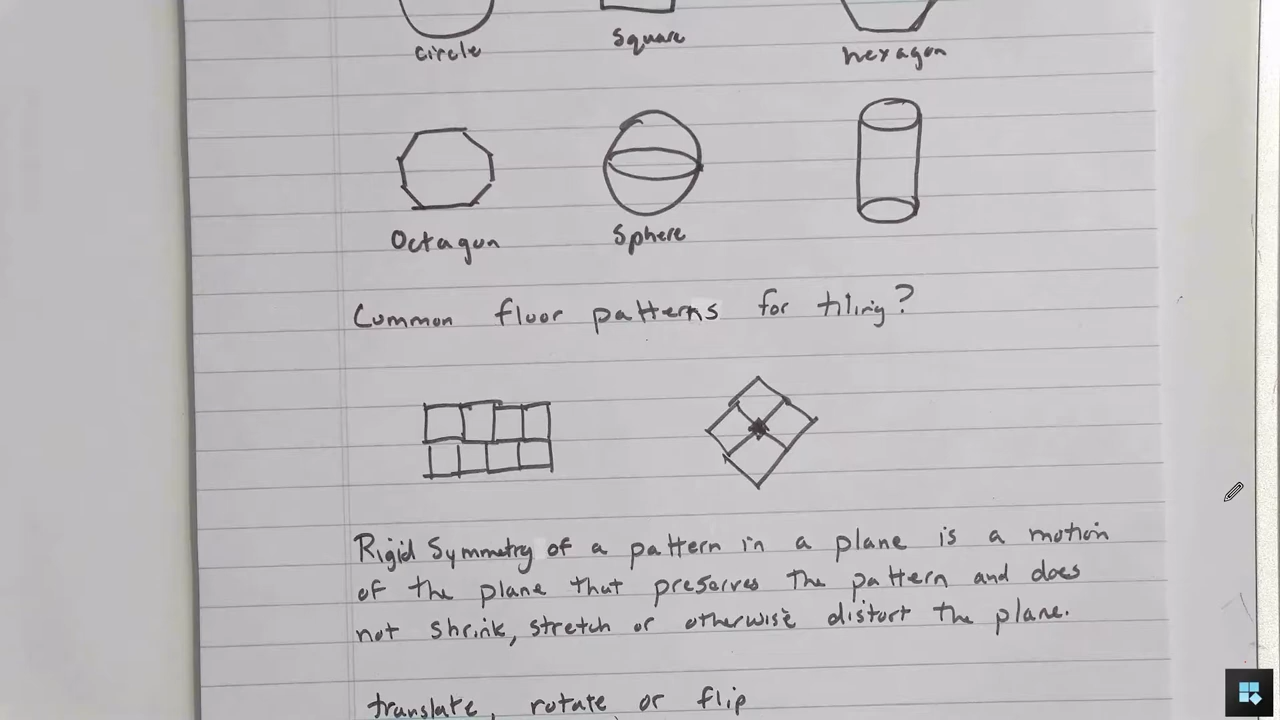 Circle Square hexagon
Octagon Sphere
Common floor patterns for tiling?
Rigid Symmetry of a pattern in a plane is a motion
of the plane that preserves the pattern and does
not shrink, stretch or otherwise distort the plane.
translate, rotate or flip